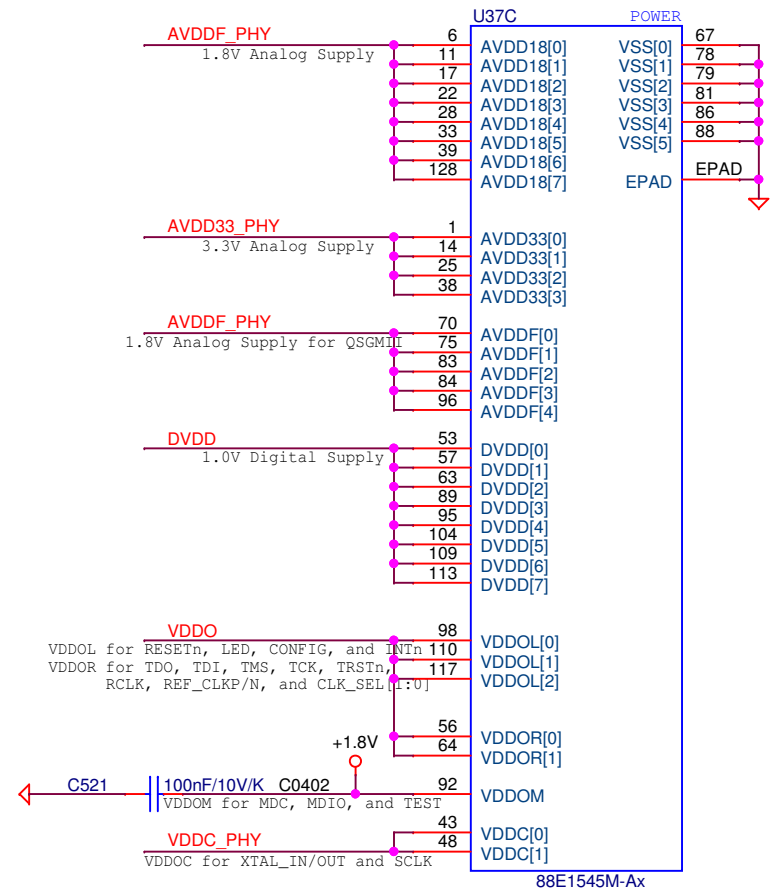 U37C POWER
AVDDF_PHY 6 AVDD18[0] VSS[0] 67
1.8V Analog Supply 11 AVDD18[1] VSS[1] 78
17 AVDD18[2] VSS[2] 79
22 AVDD18[3] VSS[3] 81
28 AVDD18[4] VSS[4] 86
33 AVDD18[5] VSS[5] 88
39 AVDD18[6]
128 AVDD18[7] EPAD EPAD
AVDD33_PHY 1 AVDD33[0]
3.3V Analog Supply 14 AVDD33[1]
25 AVDD33[2]
38 AVDD33[3]
AVDDF_PHY 70 AVDDF[0]
1.8V Analog Supply for QSGMII 75 AVDDF[1]
83 AVDDF[2]
84 AVDDF[3]
96 AVDDF[4]
DVDD 53 DVDD[0]
1.0V Digital Supply 57 DVDD[1]
63 DVDD[2]
89 DVDD[3]
95 DVDD[4]
104 DVDD[5]
109 DVDD[6]
113 DVDD[7]
VDDO 98 VDDOL[0]
VDDOL for RESETn, LED, CONFIG, and INTn 110 VDDOL[1]
VDDOR for TDO, TDI, TMS, TCK, TRSTn, 117 VDDOL[2]
RCLK, REF_CLKP/N, and CLK_SEL[1:0]
56 VDDOR[0]
+1.8V 64 VDDOR[1]
C521 100nF/10V/K C0402 92 VDDOM
VDDOM for MDC, MDIO, and TEST
43 VDDC[0]
VDDC_PHY 48 VDDC[1]
VDDOC for XTAL_IN/OUT and SCLK
88E1545M-Ax